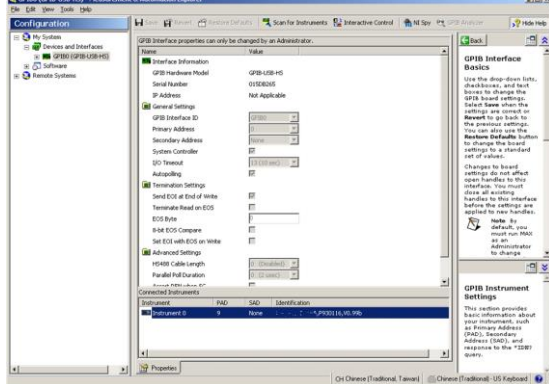 File Edit View Tools Help
Configuration
Save
Revert
Restore Defaults
Scan for Instruments
Interactive Control
NI Spy
GPIB Analyzer
Hide Help
My System
Devices and Interfaces
GPIB0 (GPIB-USB-HS)
Software
Remote Systems
GPIB Interface properties can only be changed by an Administrator.
Name Value
Interface Information
GPIB Hardware Model GPIB-USB-HS
Serial Number 015DB265
IP Address Not Applicable
General Settings
GPIB Interface ID GPIB0
Primary Address 0
Secondary Address None
System Controller
I/O Timeout 13 (10 sec)
Autopolling
Termination Settings
Send EOI at End of Write
Terminate Read on EOS
EOS Byte 0
8-bit EOS Compare
Set EOI with EOS on Write
Advanced Settings
HS488 Cable Length 0 (Disabled)
Parallel Poll Duration 0 (2 usec)
Connected Instruments
Instrument PAD SAD Identification
Instrument 0 9 None ,P9J0116,V0.99b
Properties
Back
GPIB Interface
Basics
Use the drop-down lists,
checkboxes, and text
boxes to change the
GPIB board settings.
Select Save when the
settings are correct or
Revert to go back to
the previous settings.
You can also use the
Restore Defaults button
to change the board
settings to a standard
set of values.
Changes to board
settings do not affect
open handles to this
interface. You must
close all existing
handles to this interface
before the settings are
applied to new handles.
Note By
default, you
must run MAX
as an
Administrator
to change
GPIB Instrument
Settings
This section provides
basic information about
your instrument, such
as Primary Address
(PAD), Secondary
Address (SAD), and
response to the *IDN?
query.
CH Chinese (Traditional, Taiwan)
Chinese (Traditional) - US Keyboard